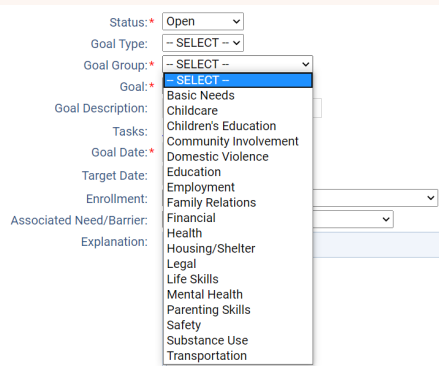 Status:* Open
Goal Type: -- SELECT --
Goal Group:* -- SELECT --
-- SELECT --
Basic Needs
Childcare
Children's Education
Community Involvement
Domestic Violence
Education
Employment
Family Relations
Financial
Health
Housing/Shelter
Legal
Life Skills
Mental Health
Parenting Skills
Safety
Substance Use
Transportation
Goal:*
Goal Description:
Tasks:
Goal Date:*
Target Date:
Enrollment:
Associated Need/Barrier:
Explanation: